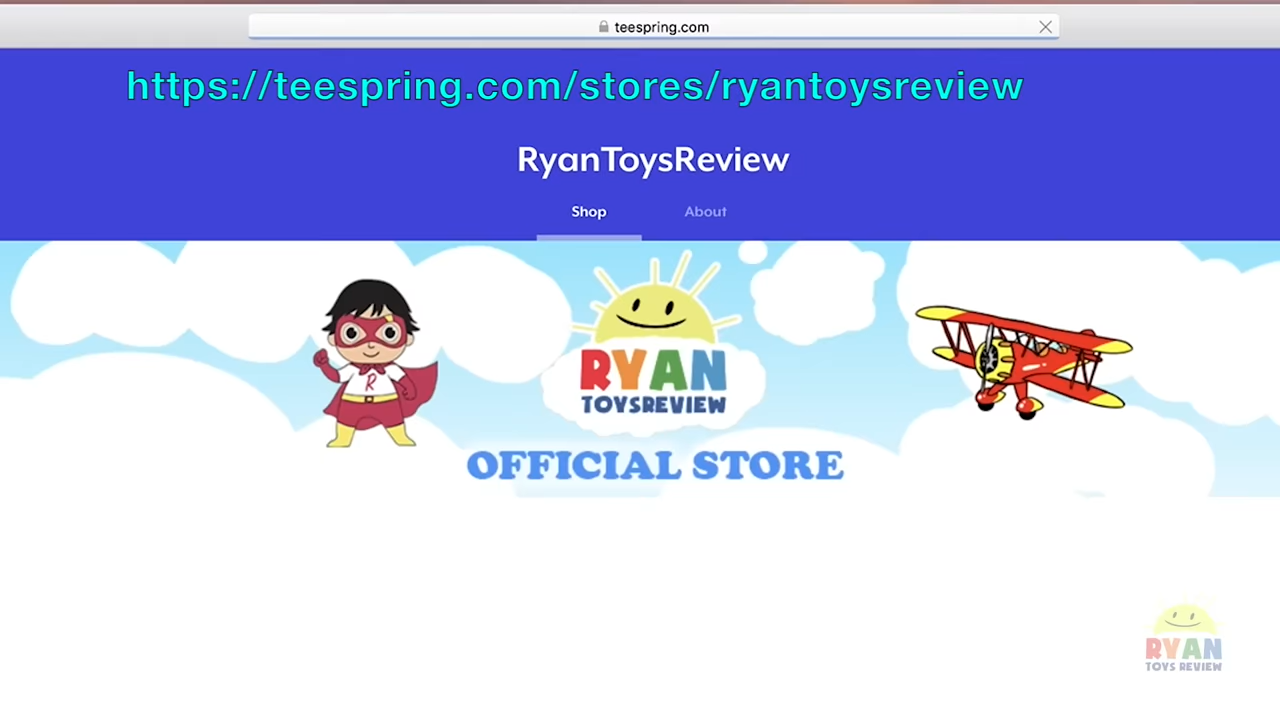 teespring.com
https://teespring.com/stores/ryantoysreview
RyanToysReview
Shop About
R
RYAN
TOYSREVIEW
OFFICIAL STORE
RYAN
TOYS REVIEW